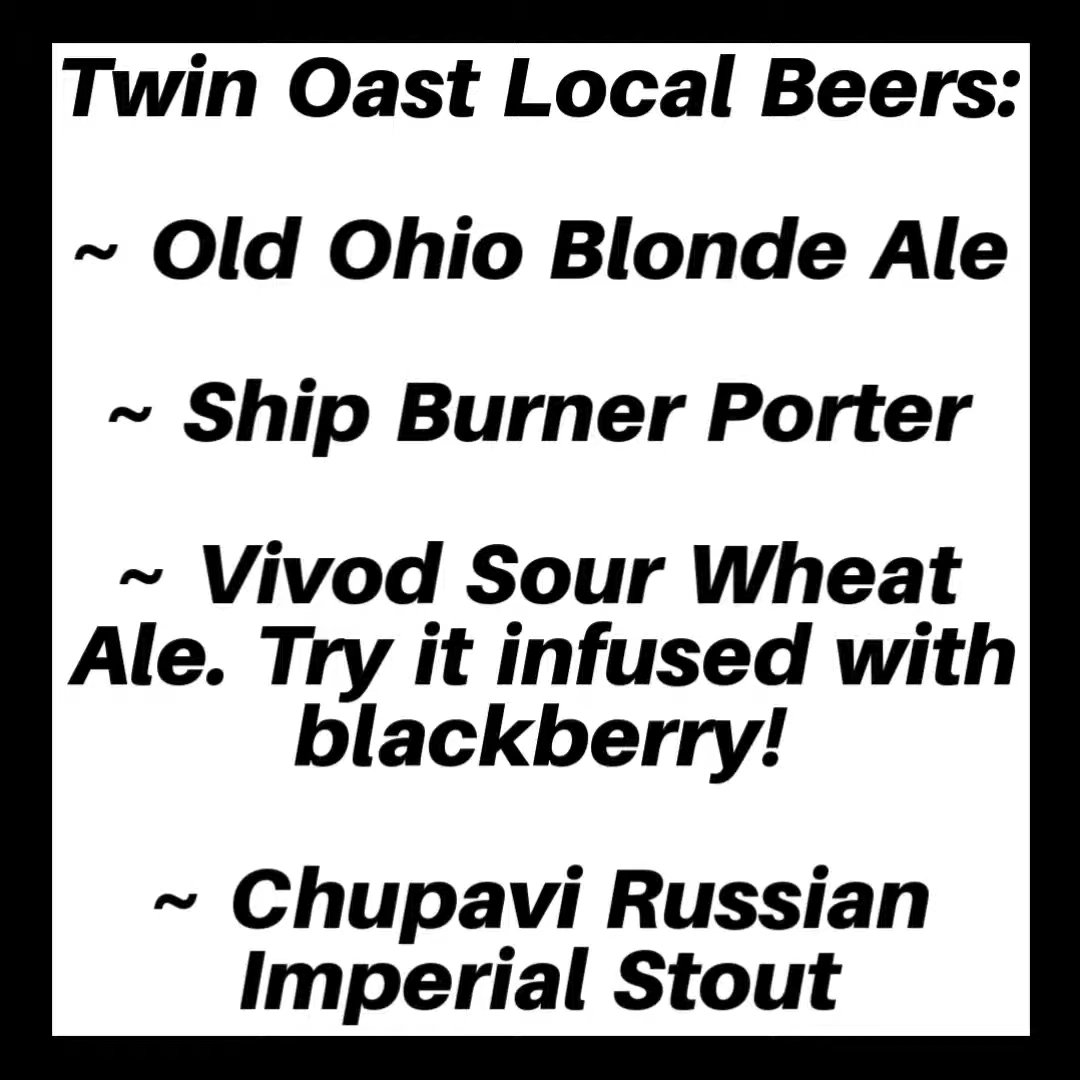 Twin Oast Local Beers:
~ Old Ohio Blonde Ale
~ Ship Burner Porter
~ Vivod Sour Wheat
Ale. Try it infused with
blackberry!
~ Chupavi Russian
Imperial Stout